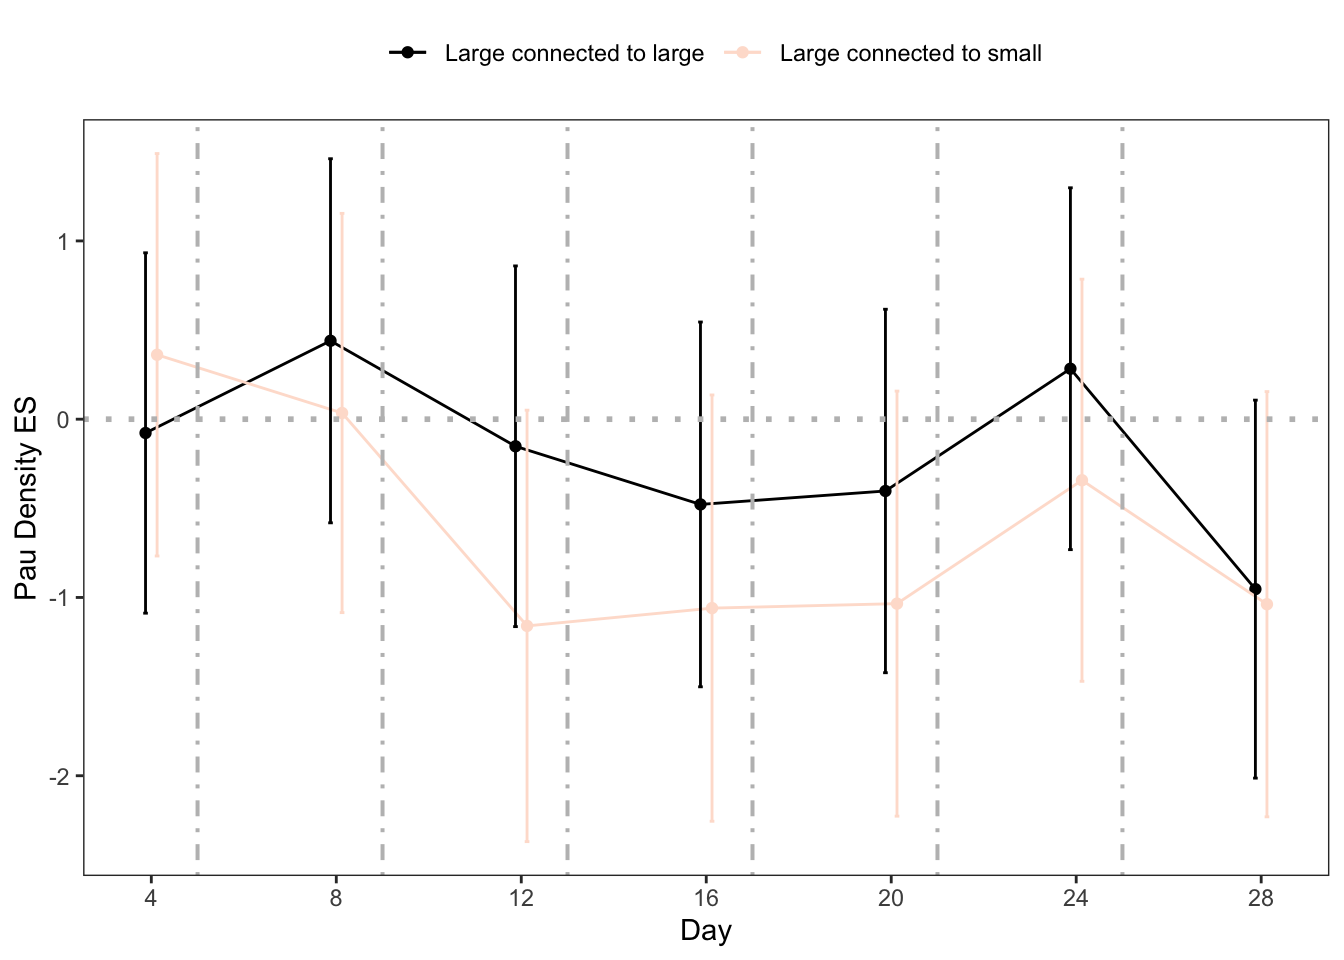 Large connected to large Large connected to small
Pau Density ES
1
0
-1
-2
4 8 12 16 20 24 28
Day